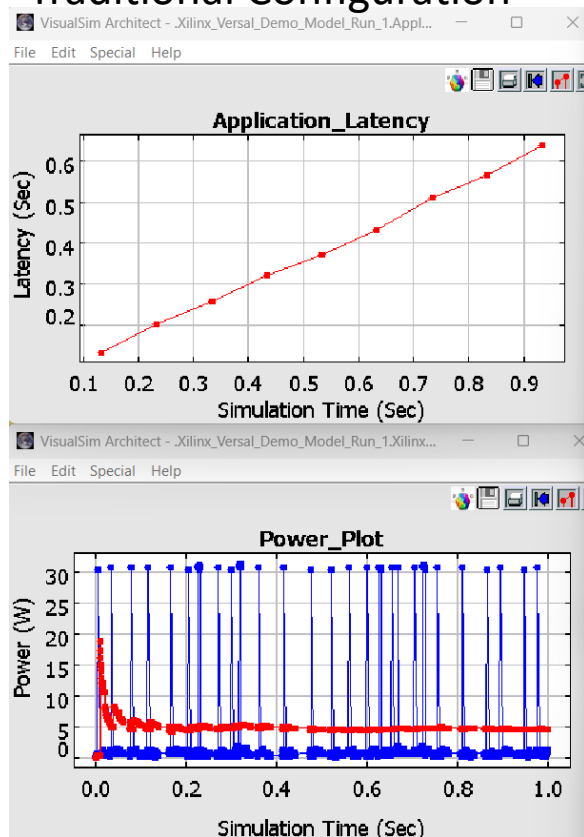 Traditional Configuration
VisualSim Architect - .Xilinx_Versal_Demo_Model_Run_1.Appl...
File Edit Special Help
Application_Latency
Latency (Sec)
0.6
0.5
0.4
0.3
0.2
0.1 0.2 0.3 0.4 0.5 0.6 0.7 0.8 0.9
Simulation Time (Sec)
VisualSim Architect - .Xilinx_Versal_Demo_Model_Run_1.Xilinx...
File Edit Special Help
Power_Plot
Power (W)
30
25
20
15
10
5
0
0.0 0.2 0.4 0.6 0.8 1.0
Simulation Time (Sec)